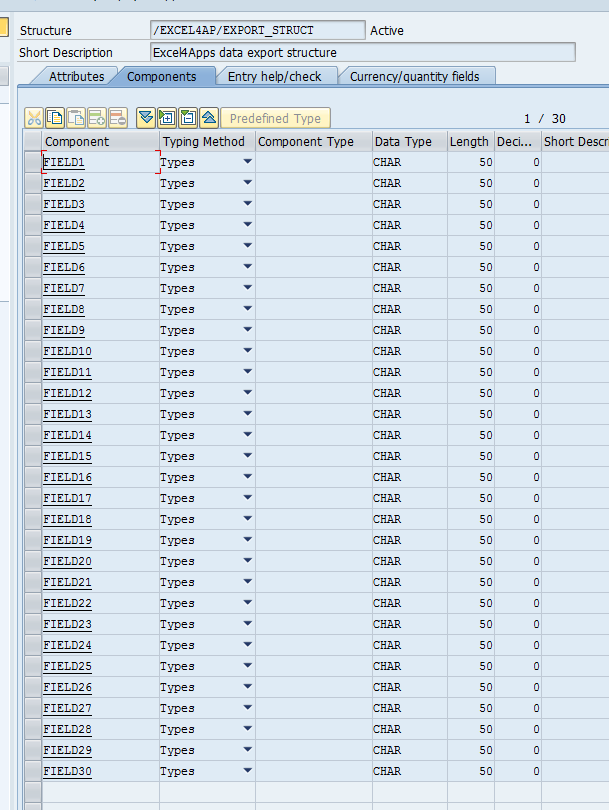 Structure /EXCEL4AP/EXPORT_STRUCT Active
Short Description Excel4Apps data export structure
Attributes Components Entry help/check Currency/quantity fields
Predefined Type 1 / 30
Component Typing Method Component Type Data Type Length Deci... Short Descri
FIELD1 Types CHAR 50 0
FIELD2 Types CHAR 50 0
FIELD3 Types CHAR 50 0
FIELD4 Types CHAR 50 0
FIELD5 Types CHAR 50 0
FIELD6 Types CHAR 50 0
FIELD7 Types CHAR 50 0
FIELD8 Types CHAR 50 0
FIELD9 Types CHAR 50 0
FIELD10 Types CHAR 50 0
FIELD11 Types CHAR 50 0
FIELD12 Types CHAR 50 0
FIELD13 Types CHAR 50 0
FIELD14 Types CHAR 50 0
FIELD15 Types CHAR 50 0
FIELD16 Types CHAR 50 0
FIELD17 Types CHAR 50 0
FIELD18 Types CHAR 50 0
FIELD19 Types CHAR 50 0
FIELD20 Types CHAR 50 0
FIELD21 Types CHAR 50 0
FIELD22 Types CHAR 50 0
FIELD23 Types CHAR 50 0
FIELD24 Types CHAR 50 0
FIELD25 Types CHAR 50 0
FIELD26 Types CHAR 50 0
FIELD27 Types CHAR 50 0
FIELD28 Types CHAR 50 0
FIELD29 Types CHAR 50 0
FIELD30 Types CHAR 50 0